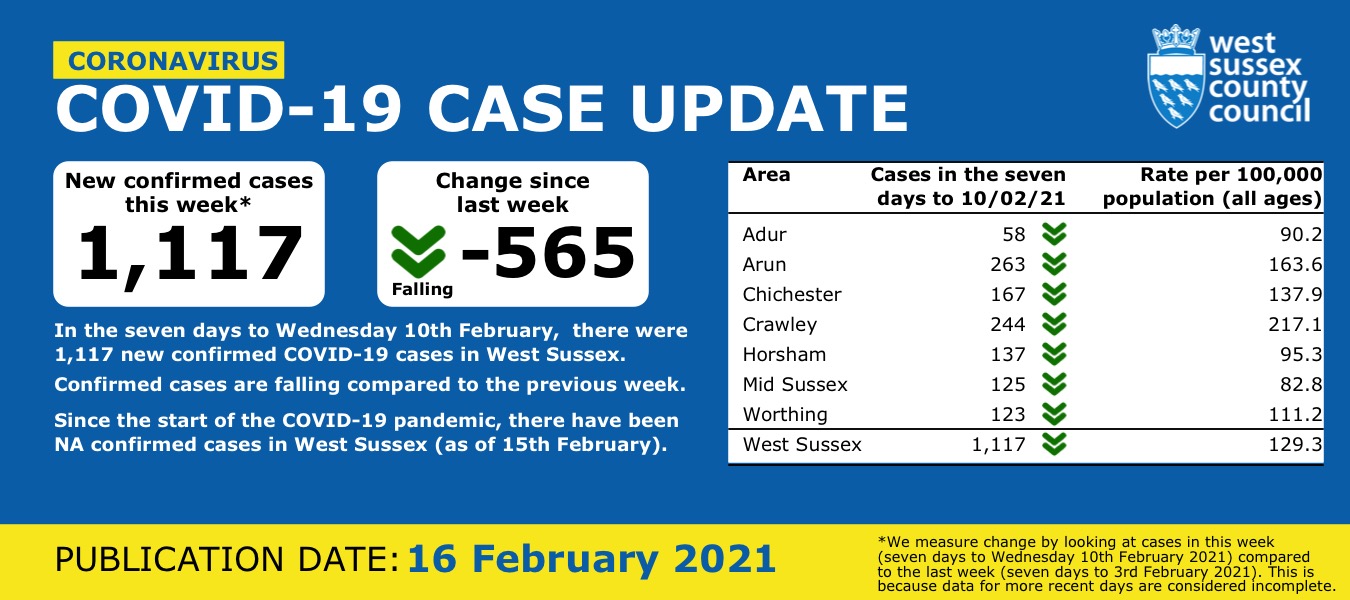 CORONAVIRUS
COVID-19 CASE UPDATE
west
sussex
county
council
New confirmed cases
this week*
1,117
Change since
last week
-565
Falling
In the seven days to Wednesday 10th February,  there were
1,117 new confirmed COVID-19 cases in West Sussex.
Confirmed cases are falling compared to the previous week.
Since the start of the COVID-19 pandemic, there have been
NA confirmed cases in West Sussex (as of 15th February).
Area Cases in the seven Rate per 100,000
days to 10/02/21 population (all ages)
Adur 58 90.2
Arun 263 163.6
Chichester 167 137.9
Crawley 244 217.1
Horsham 137 95.3
Mid Sussex 125 82.8
Worthing 123 111.2
West Sussex 1,117 129.3
PUBLICATION DATE: 16 February 2021
*We measure change by looking at cases in this week
(seven days to Wednesday 10th February 2021) compared
to the last week (seven days to 3rd February 2021). This is
because data for more recent days are considered incomplete.